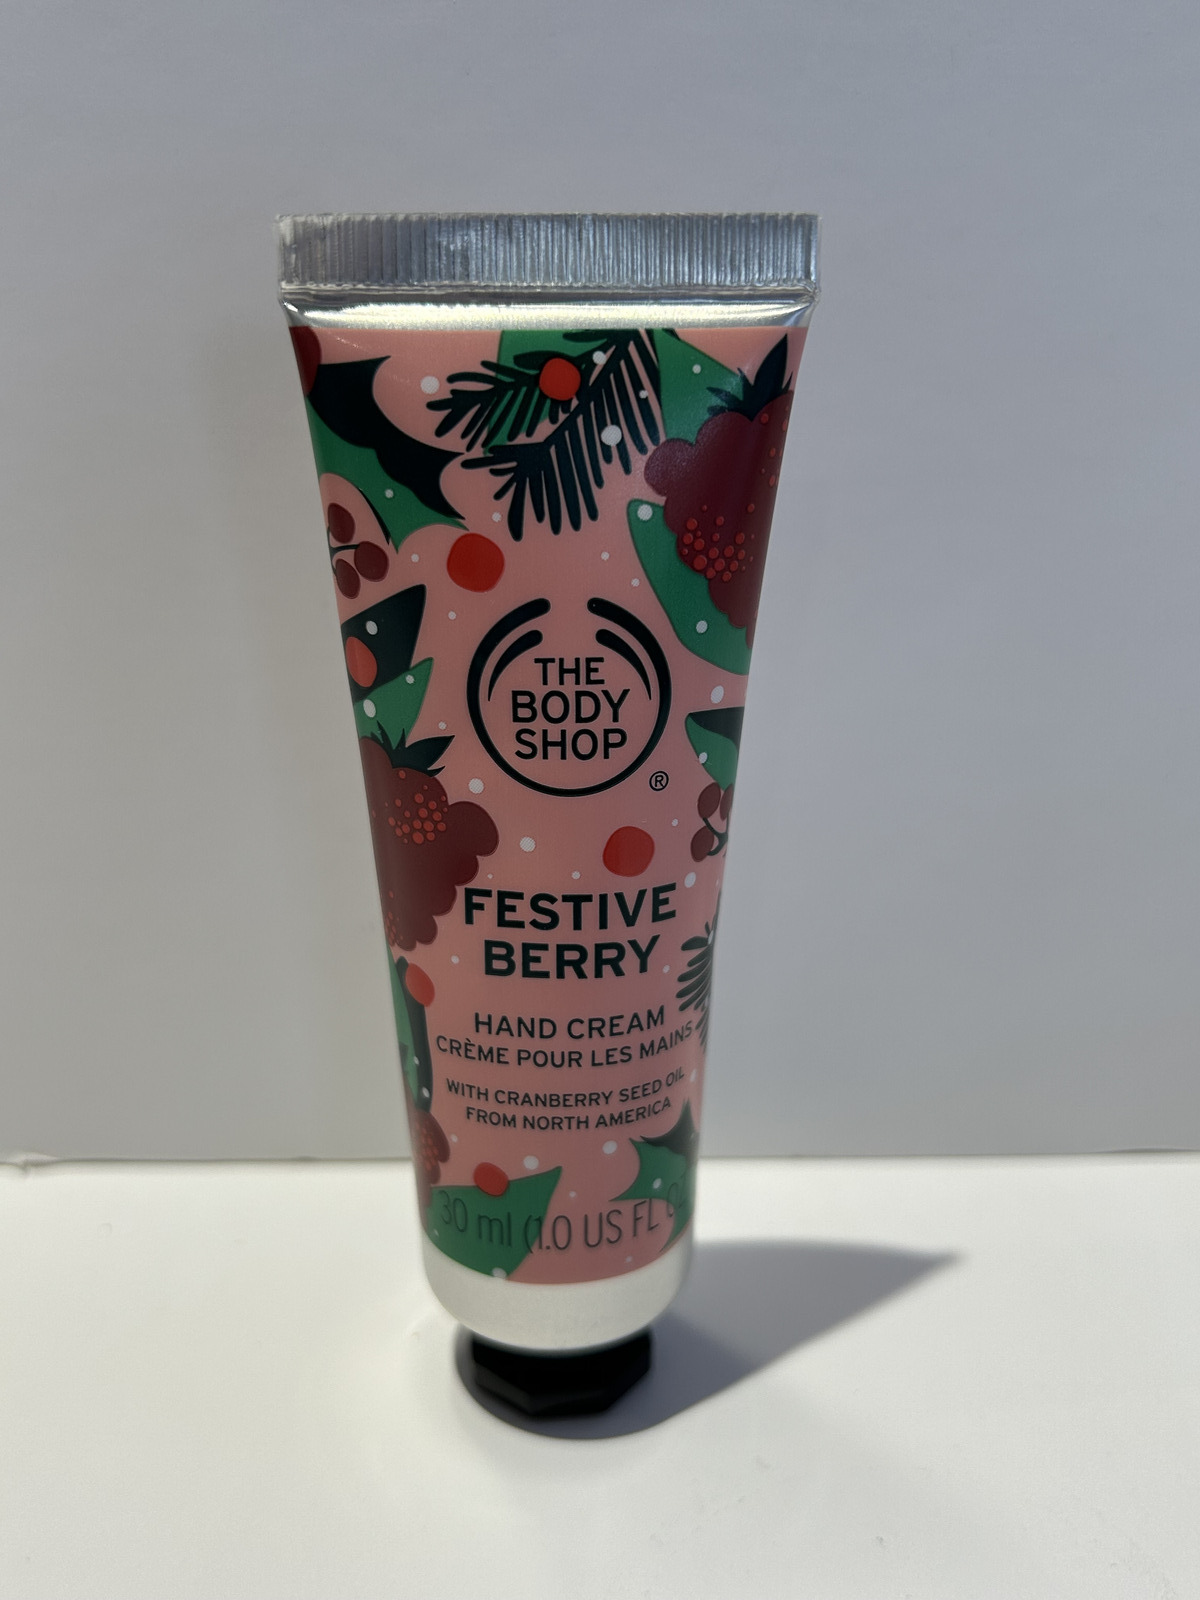 THE
BODY
SHOP
®
FESTIVE
BERRY
HAND CREAM
CRÈME POUR LES MAINS
WITH CRANBERRY SEED OIL
FROM NORTH AMERICA
30 ml (1.0 US FL